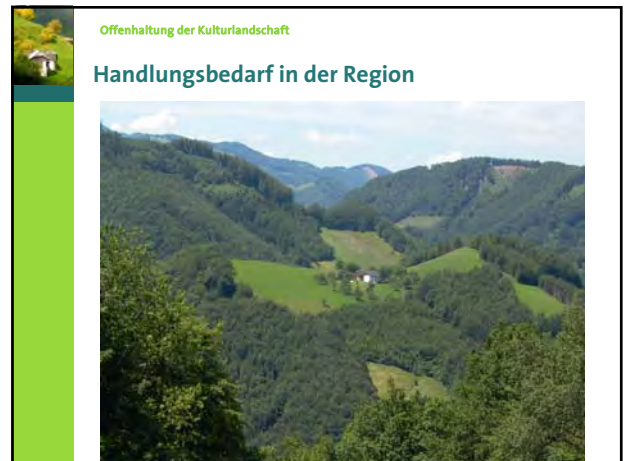 Offenhaltung der Kulturlandschaft
Handlungsbedarf in der Region